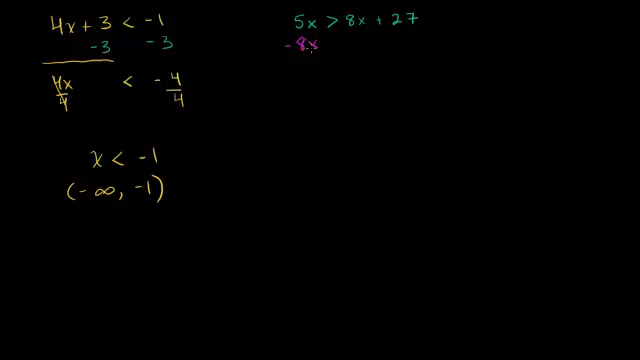 4x + 3 < -1
-3 -3
4x/4 < -4/4
x < -1
(-∞, -1)
5x > 8x + 27
-8x